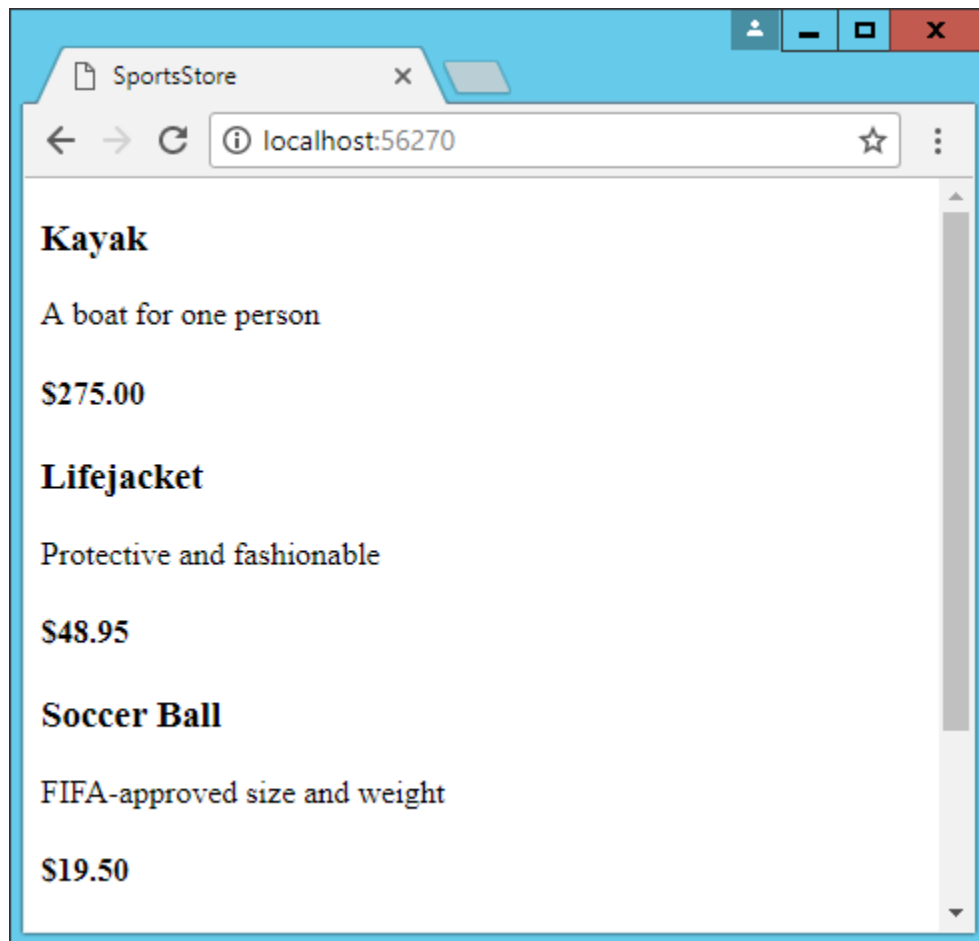 SportsStore
localhost:56270
Kayak
A boat for one person
$275.00
Lifejacket
Protective and fashionable
$48.95
Soccer Ball
FIFA-approved size and weight
$19.50